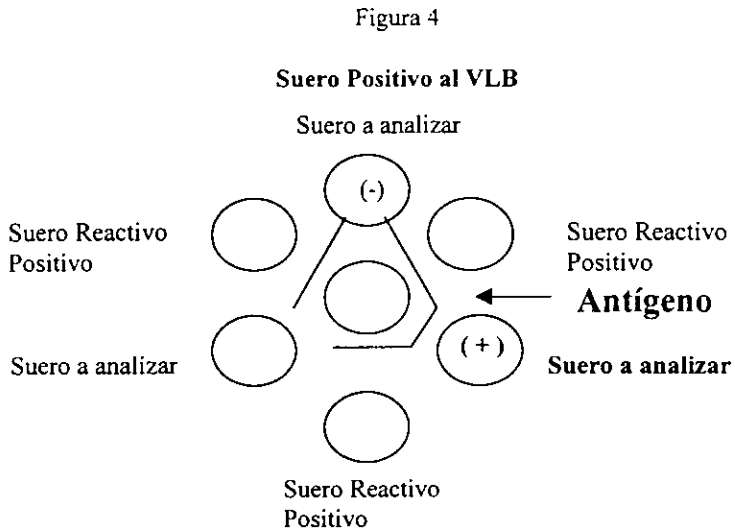 Figura 4
Suero Positivo al VLB
Suero a analizar
(-)
Suero Reactivo
Positivo
Suero Reactivo
Positivo
Antígeno
(+)
Suero a analizar
Suero a analizar
Suero Reactivo
Positivo